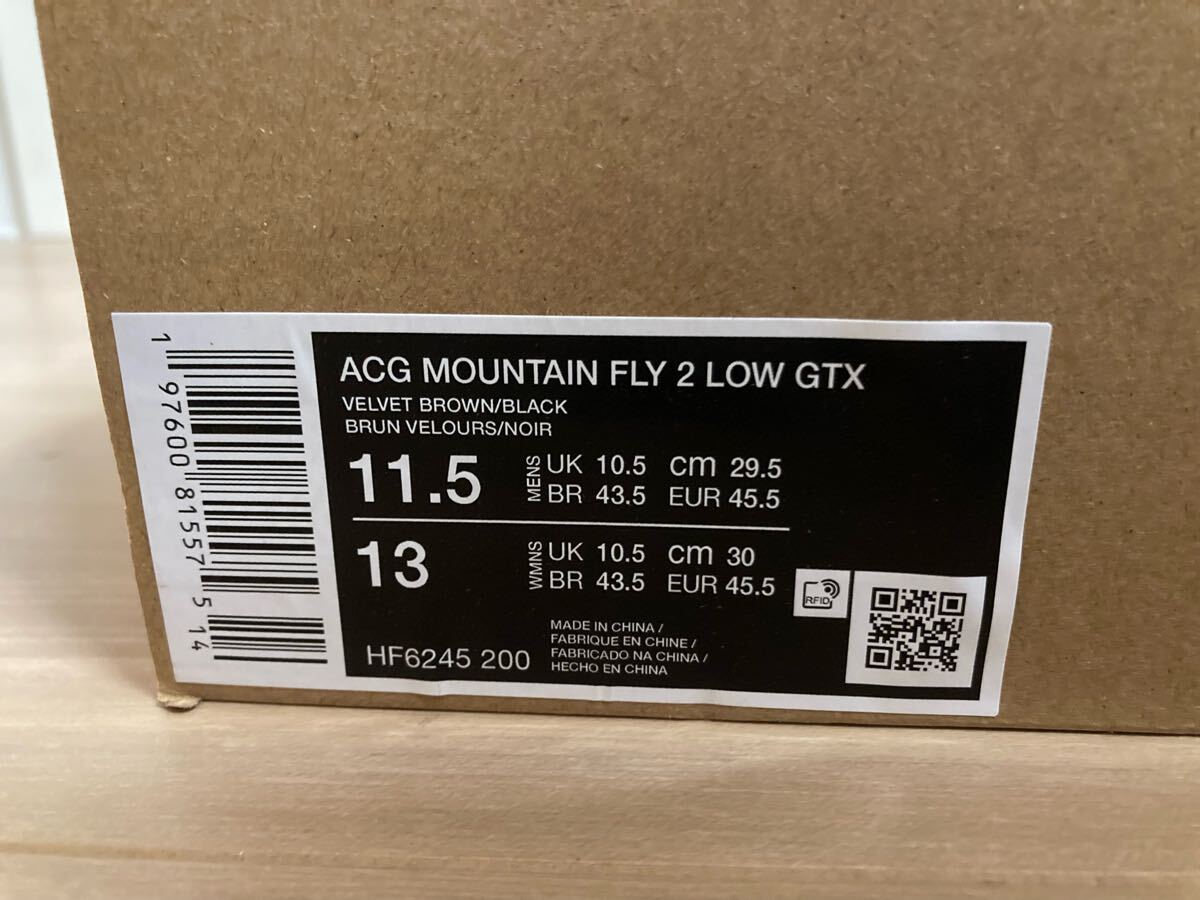 1 97600 81557 514
ACG MOUNTAIN FLY 2 LOW GTX
VELVET BROWN/BLACK
BRUN VELOURS/NOIR
11.5 MENS UK 10.5 cm 29.5
BR 43.5 EUR 45.5
13 WMNS UK 10.5 cm 30
BR 43.5 EUR 45.5
RFID
HF6245 200
MADE IN CHINA /
FABRIQUE EN CHINE /
FABRICADO NA CHINA /
HECHO EN CHINA